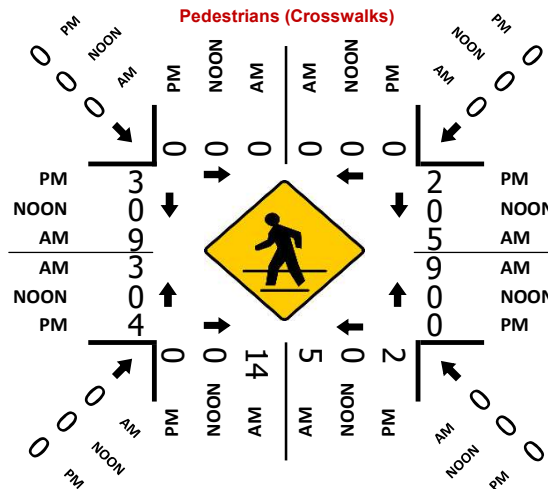 Pedestrians (Crosswalks)
0 PM
0 NOON
0 AM
PM NOON AM AM NOON PM
0 PM
0 NOON
0 AM
0 0 0 0 0 0
PM 3 2 PM
NOON 0 0 NOON
AM 9 5 AM
AM 3 9 AM
NOON 0 0 NOON
PM 4 0 PM
0 0 14 5 0 2
PM NOON AM AM NOON PM
0 AM
0 NOON
0 PM
0 AM
0 NOON
0 PM